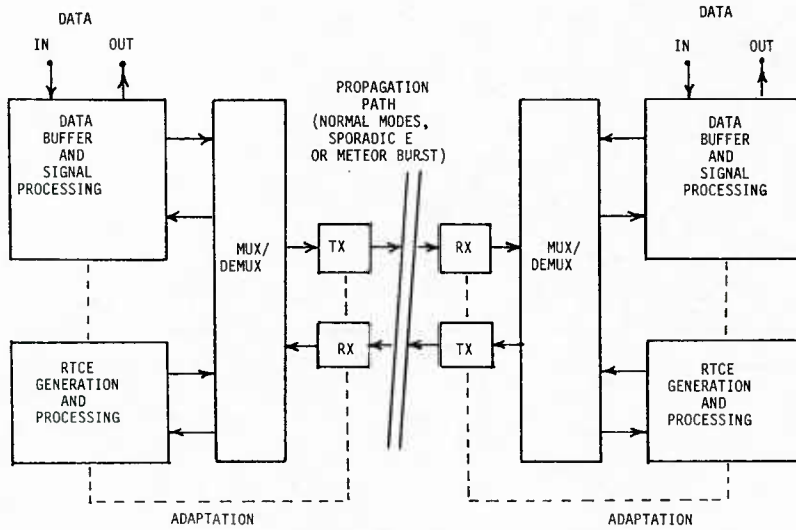 DATA
IN OUT
DATA
BUFFER
AND
SIGNAL
PROCESSING
RTCE
GENERATION
AND
PROCESSING
MUX/
DEMUX
TX
RX
PROPAGATION
PATH
(NORMAL MODES,
SPORADIC E
OR METEOR BURST)
RX
TX
MUX/
DEMUX
DATA
IN OUT
DATA
BUFFER
AND
SIGNAL
PROCESSING
RTCE
GENERATION
AND
PROCESSING
ADAPTATION
ADAPTATION